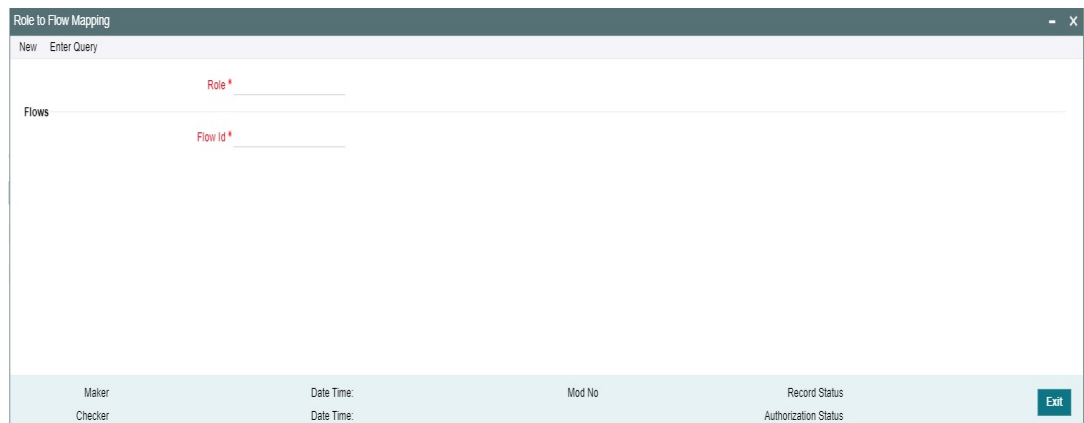 Role to Flow Mapping
New Enter Query
Role *
Flows
Flow Id *
Maker Date Time: Mod No Record Status
Exit
Checker Date Time: Authorization Status